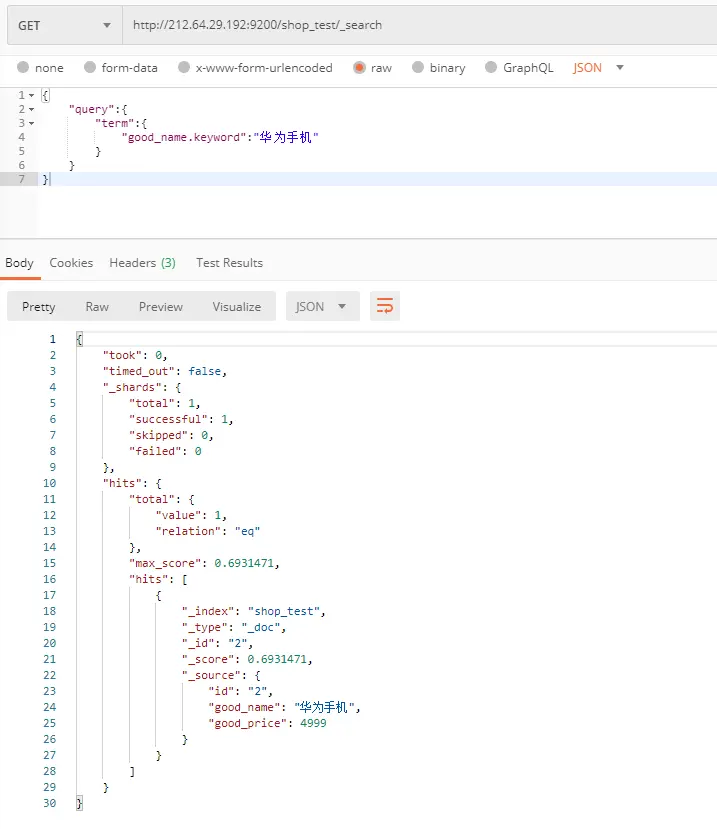 GET http://212.64.29.192:9200/shop_test/_search
none form-data x-www-form-urlencoded raw binary GraphQL JSON
1 {
2 "query":{
3 "term":{
4 "good_name.keyword":"华为手机"
5 }
6 }
7 }
Body Cookies Headers (3) Test Results
Pretty Raw Preview Visualize JSON
1 {
2 "took": 0,
3 "timed_out": false,
4 "_shards": {
5 "total": 1,
6 "successful": 1,
7 "skipped": 0,
8 "failed": 0
9 },
10 "hits": {
11 "total": {
12 "value": 1,
13 "relation": "eq"
14 },
15 "max_score": 0.6931471,
16 "hits": [
17 {
18 "_index": "shop_test",
19 "_type": "_doc",
20 "_id": "2",
21 "_score": 0.6931471,
22 "_source": {
23 "id": "2",
24 "good_name": "华为手机",
25 "good_price": 4999
26 }
27 }
28 ]
29 }
30 }